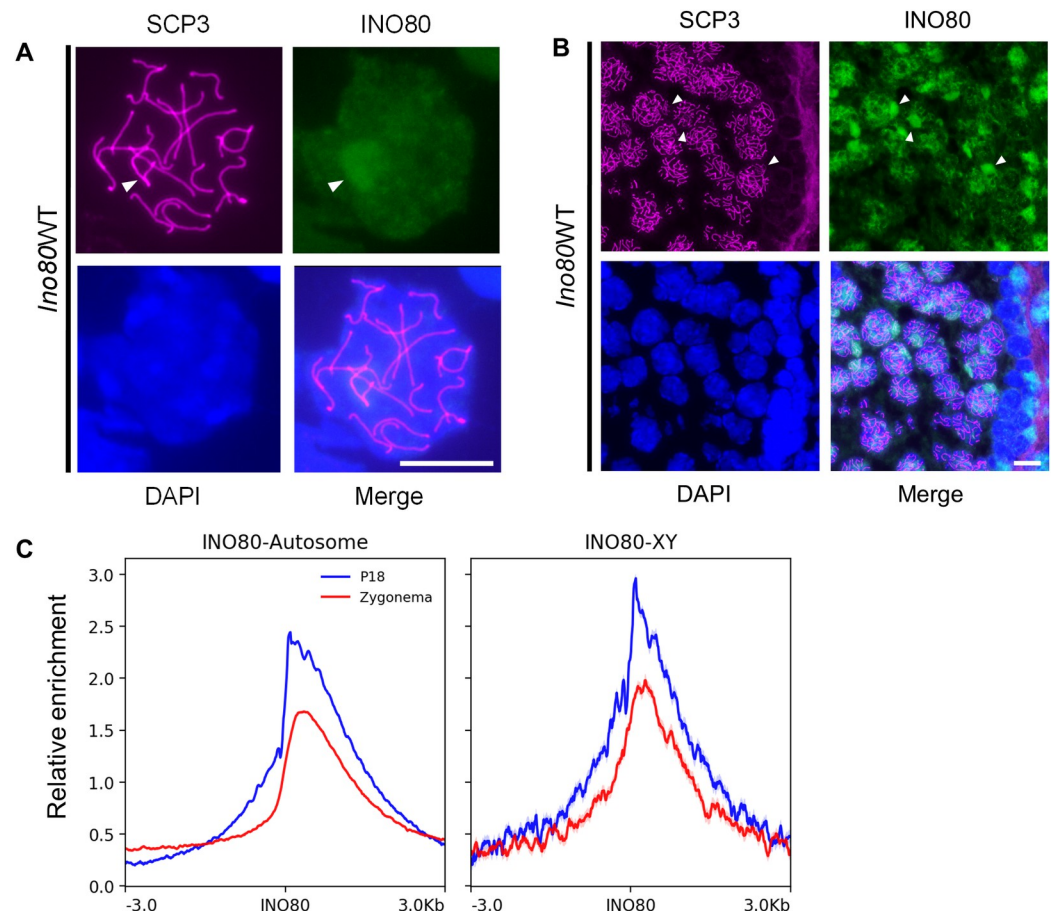 A
SCP3
INO80
Ino80WT
DAPI
Merge
B
SCP3
INO80
Ino80WT
DAPI
Merge
C
INO80-Autosome
INO80-XY
Relative enrichment
3.0
2.5
2.0
1.5
1.0
0.5
0.0
P18
Zygonema
-3.0
INO80
3.0Kb
-3.0
INO80
3.0Kb